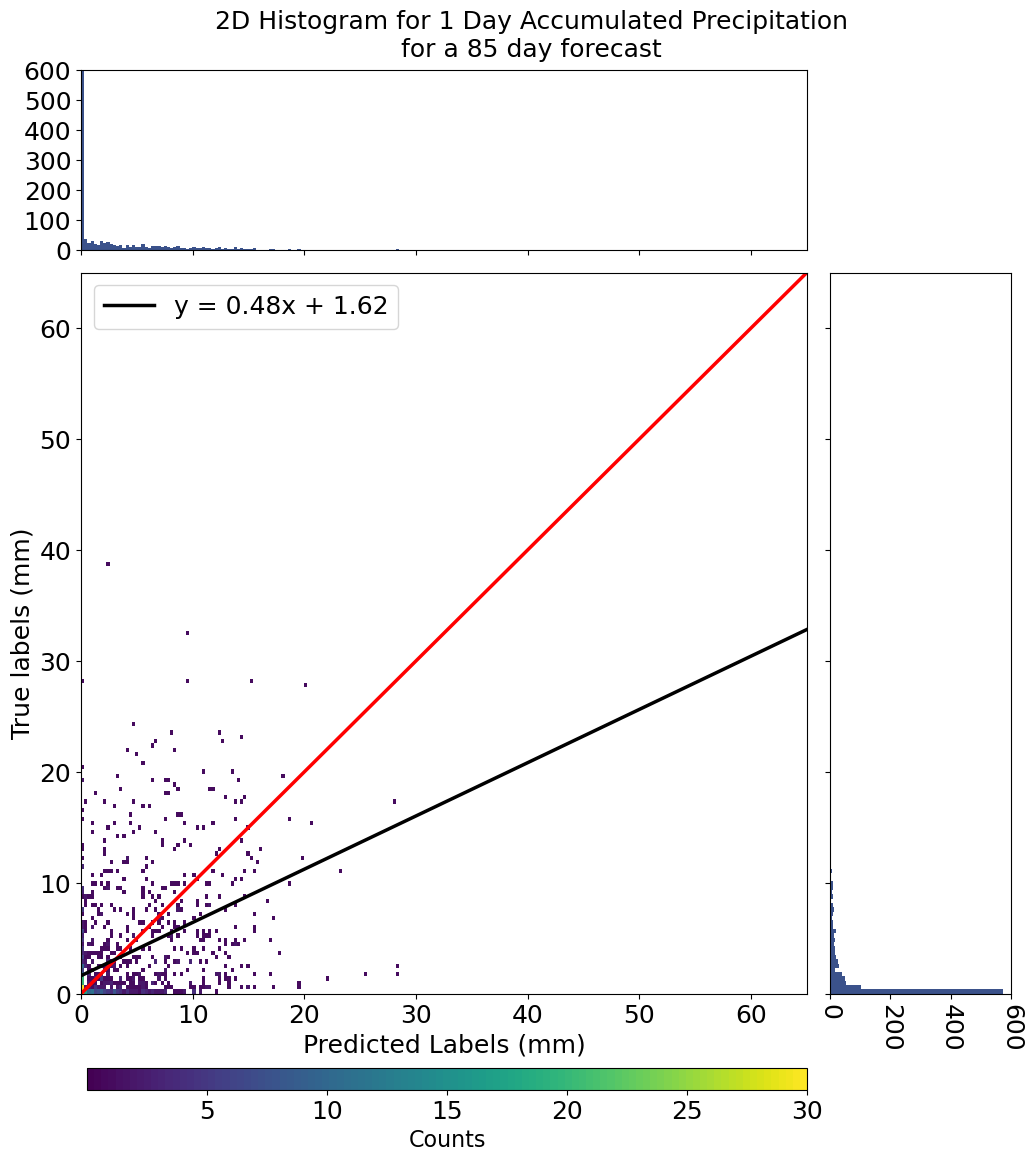 2D Histogram for 1 Day Accumulated Precipitation
for a 85 day forecast
600
500
400
300
200
100
0
y = 0.48x + 1.62
60
50
40
30
20
10
0
True labels (mm)
0 10 20 30 40 50 60
Predicted Labels (mm)
0 200 400 600
5 10 15 20 25 30
Counts